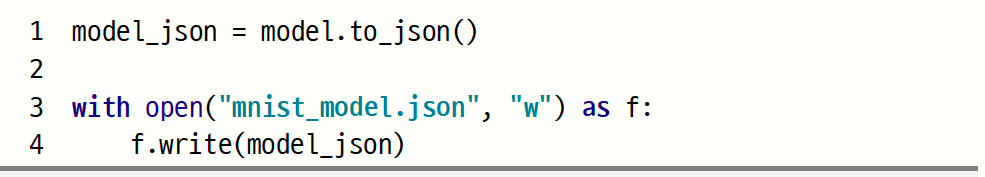 1 model_json = model.to_json()
2
3 with open("mnist_model.json", "w") as f:
4     f.write(model_json)